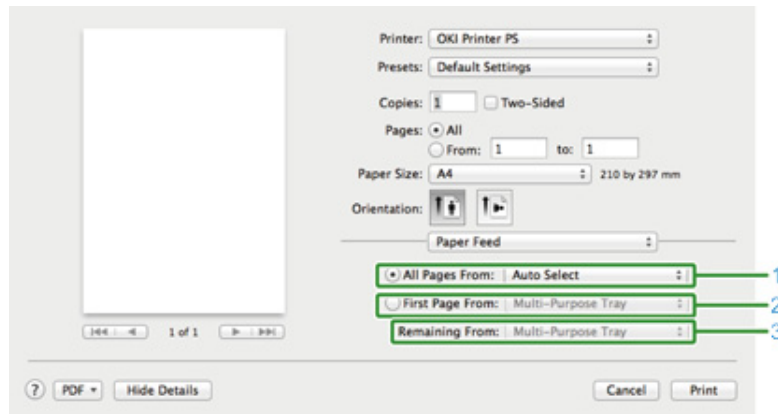 Printer: OKI Printer PS
Presets: Default Settings
Copies: 1 Two-Sided
Pages: All
From: 1 to: 1
Paper Size: A4 210 by 297 mm
Orientation:
Paper Feed
All Pages From: Auto Select 1
First Page From: Multi-Purpose Tray 2
Remaining From: Multi-Purpose Tray 3
1 of 1
? PDF Hide Details Cancel Print